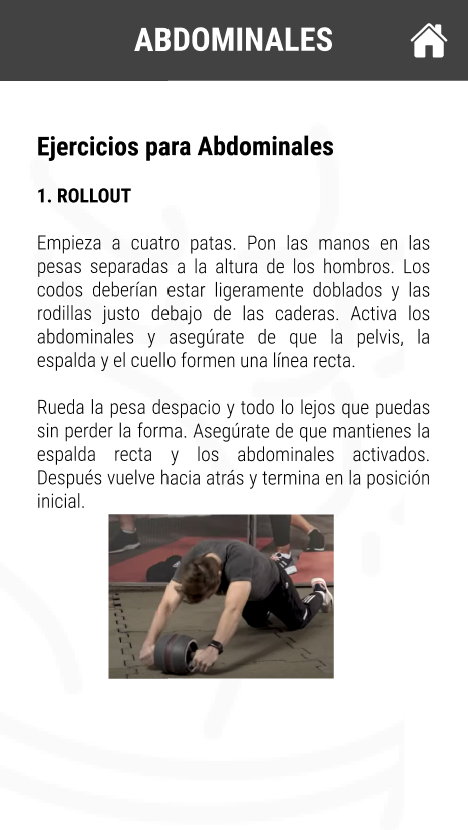 ABDOMINALES
Ejercicios para Abdominales
1. ROLLOUT
Empieza a cuatro patas. Pon las manos en las
pesas separadas a la altura de los hombros. Los
codos deberían estar ligeramente doblados y las
rodillas justo debajo de las caderas. Activa los
abdominales y asegúrate de que la pelvis, la
espalda y el cuello formen una línea recta.
Rueda la pesa despacio y todo lo lejos que puedas
sin perder la forma. Asegúrate de que mantienes la
espalda recta y los abdominales activados.
Después vuelve hacia atrás y termina en la posición
inicial.